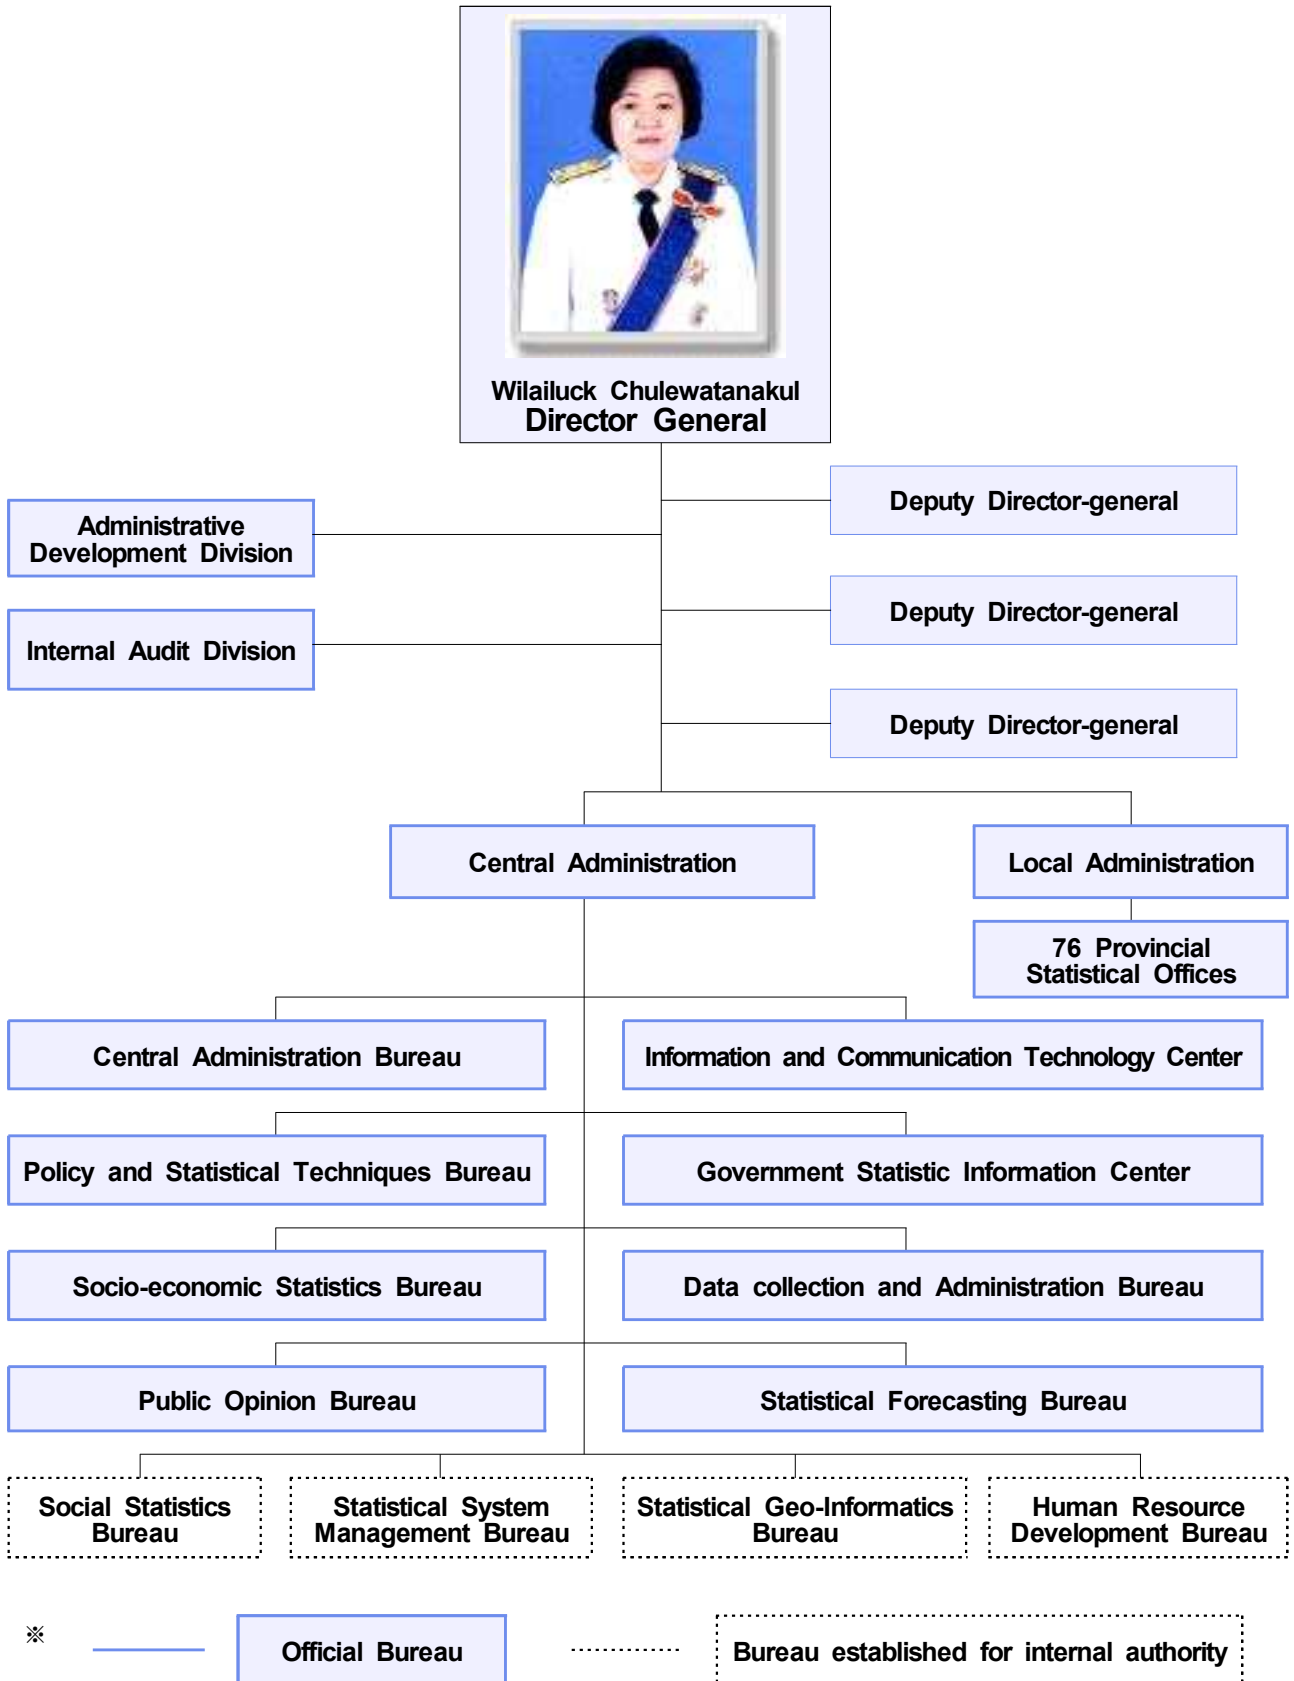 Wilailuck Chulewatanakul
Director General
Deputy Director-general
Administrative
Development Division
Deputy Director-general
Internal Audit Division
Deputy Director-general
Central Administration
Local Administration
76 Provincial
Statistical Offices
Central Administration Bureau
Information and Communication Technology Center
Policy and Statistical Techniques Bureau
Government Statistic Information Center
Socio-economic Statistics Bureau
Data collection and Administration Bureau
Public Opinion Bureau
Statistical Forecasting Bureau
Social Statistics
Bureau
Statistical System
Management Bureau
Statistical Geo-Informatics
Bureau
Human Resource
Development Bureau
※
Official Bureau
Bureau established for internal authority